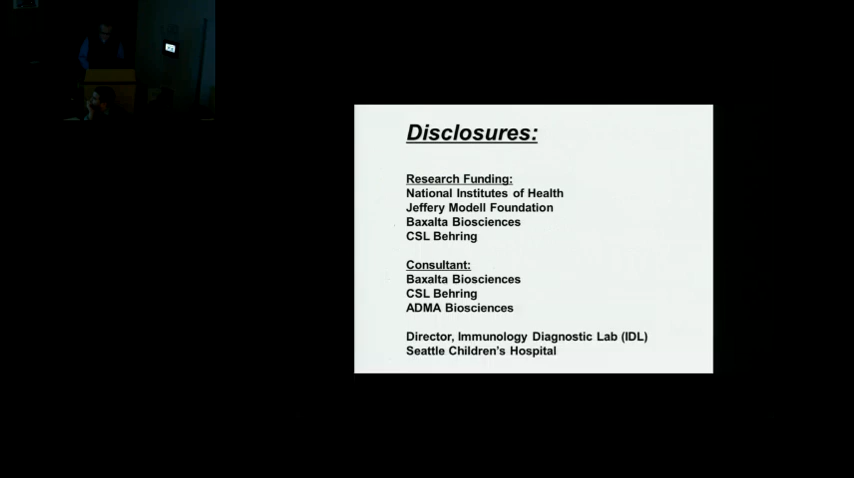 Disclosures:
Research Funding:
National Institutes of Health
Jeffery Modell Foundation
Baxalta Biosciences
CSL Behring
Consultant:
Baxalta Biosciences
CSL Behring
ADMA Biosciences
Director, Immunology Diagnostic Lab (IDL)
Seattle Children's Hospital